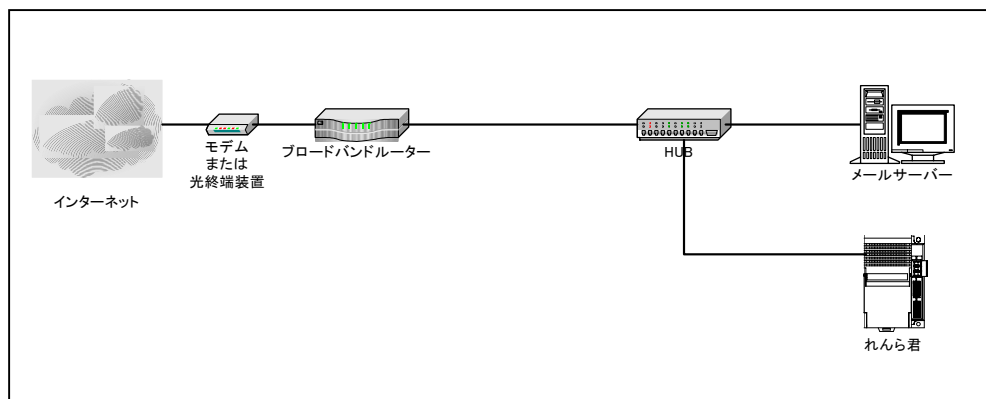 インターネット
モデム
または
光終端装置
ブロードバンドルーター
HUB
メールサーバー
れんら君